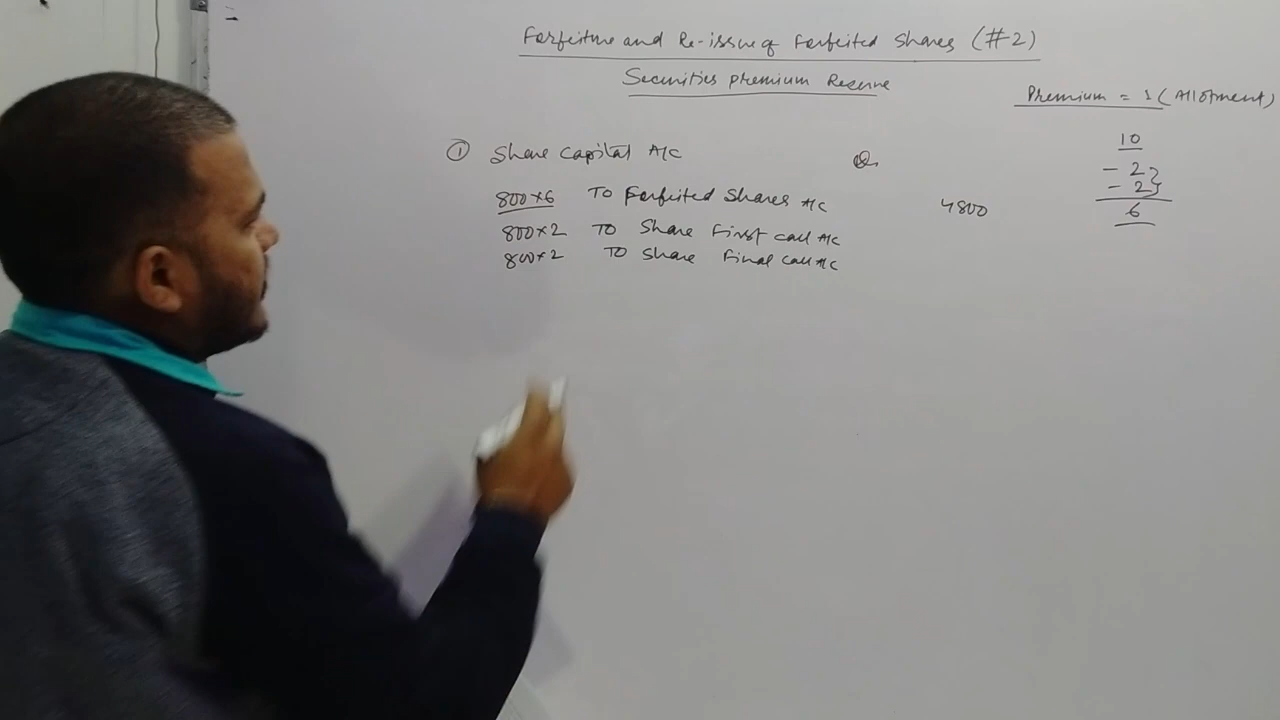 Forfeiture and Re-issue of Forfeited Shares (#2)
Securities premium Reserve
Premium = 1 (Allotment)
① Share capital A/c Dr
800×6 To Forfeited Shares A/c 4800
800×2 To Share First call A/c
800×2 To Share Final call A/c
10
- 2 }
- 2 }
6